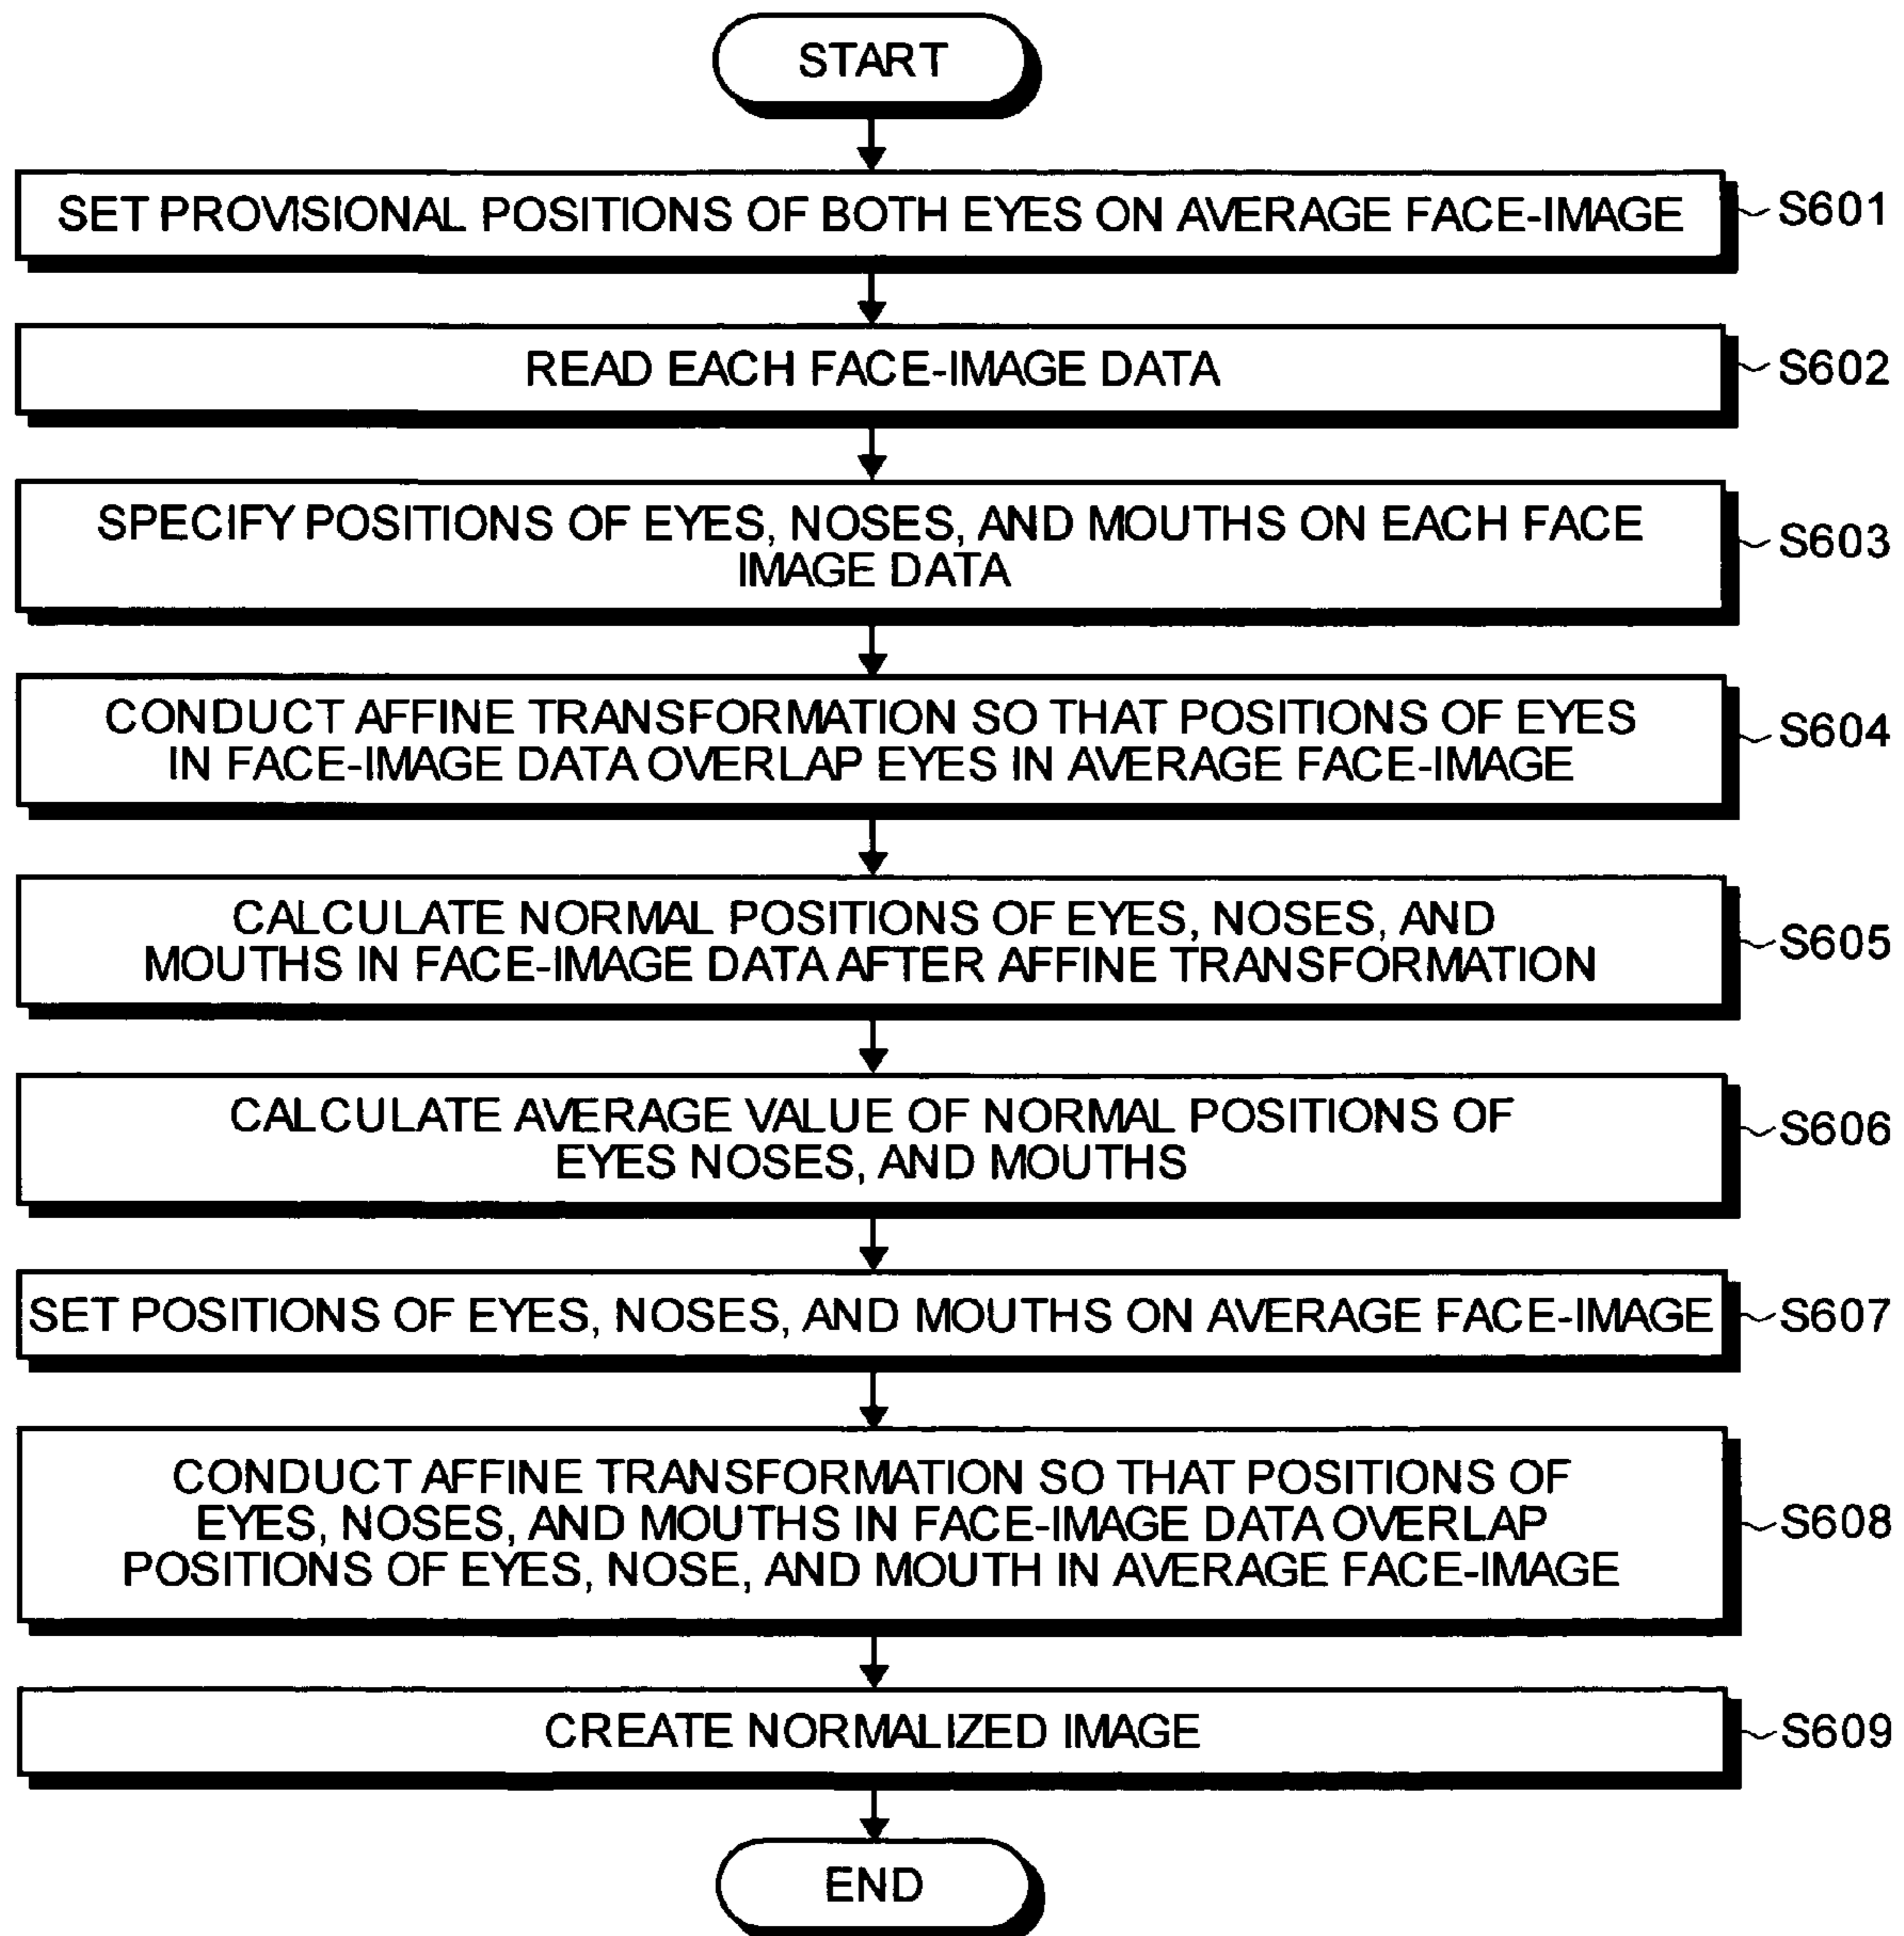 START
SET PROVISIONAL POSITIONS OF BOTH EYES ON AVERAGE FACE-IMAGE
S601
READ EACH FACE-IMAGE DATA
S602
SPECIFY POSITIONS OF EYES, NOSES, AND MOUTHS ON EACH FACE
IMAGE DATA
S603
CONDUCT AFFINE TRANSFORMATION SO THAT POSITIONS OF EYES
IN FACE-IMAGE DATA OVERLAP EYES IN AVERAGE FACE-IMAGE
S604
CALCULATE NORMAL POSITIONS OF EYES, NOSES, AND
MOUTHS IN FACE-IMAGE DATA AFTER AFFINE TRANSFORMATION
S605
CALCULATE AVERAGE VALUE OF NORMAL POSITIONS OF
EYES NOSES, AND MOUTHS
S606
SET POSITIONS OF EYES, NOSES, AND MOUTHS ON AVERAGE FACE-IMAGE
S607
CONDUCT AFFINE TRANSFORMATION SO THAT POSITIONS OF
EYES, NOSES, AND MOUTHS IN FACE-IMAGE DATA OVERLAP
POSITIONS OF EYES, NOSE, AND MOUTH IN AVERAGE FACE-IMAGE
S608
CREATE NORMALIZED IMAGE
S609
END